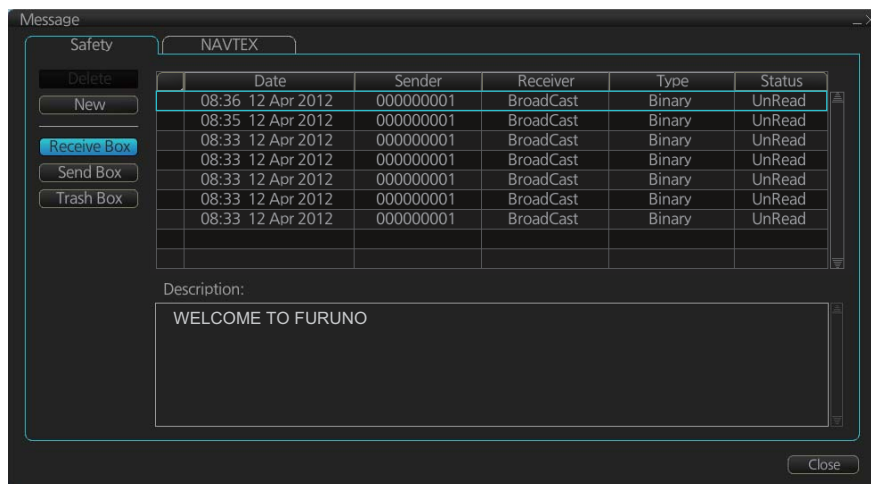 Message
Safety NAVTEX
Delete
New
Receive Box
Send Box
Trash Box
Date Sender Receiver Type Status
08:36 12 Apr 2012 000000001 BroadCast Binary UnRead
08:35 12 Apr 2012 000000001 BroadCast Binary UnRead
08:33 12 Apr 2012 000000001 BroadCast Binary UnRead
08:33 12 Apr 2012 000000001 BroadCast Binary UnRead
08:33 12 Apr 2012 000000001 BroadCast Binary UnRead
08:33 12 Apr 2012 000000001 BroadCast Binary UnRead
08:33 12 Apr 2012 000000001 BroadCast Binary UnRead
Description:
WELCOME TO FURUNO
Close